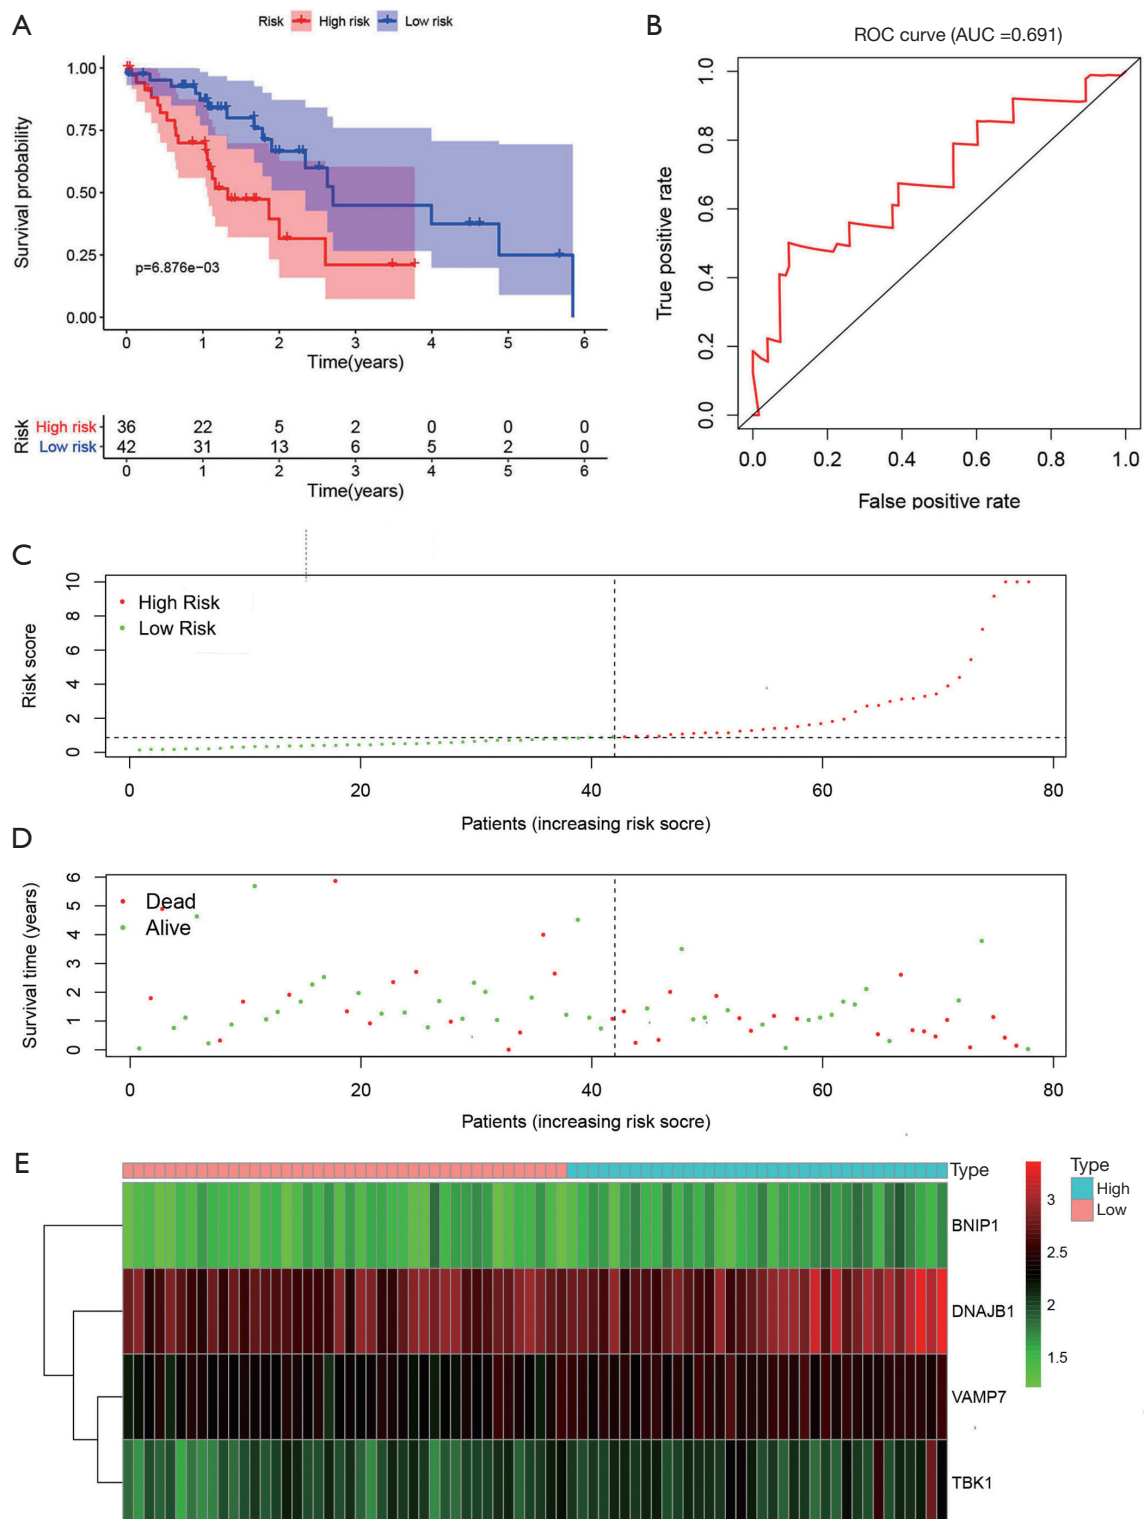 A
Risk High risk Low risk
Survival probability
1.00
0.75
0.50
0.25
0.00
p=6.876e−03
0 1 2 3 4 5 6
Time(years)
Risk
High risk 36 22 5 2 0 0 0
Low risk 42 31 13 6 5 2 0
0 1 2 3 4 5 6
Time(years)
B
ROC curve (AUC =0.691)
True positive rate
1.0
0.8
0.6
0.4
0.2
0.0
0.0 0.2 0.4 0.6 0.8 1.0
False positive rate
C
Risk score
10
8
6
4
2
0
High Risk
Low Risk
0 20 40 60 80
Patients (increasing risk socre)
D
Survival time (years)
6
5
4
3
2
1
0
Dead
Alive
0 20 40 60 80
Patients (increasing risk socre)
E
Type
BNIP1
DNAJB1
VAMP7
TBK1
3
2.5
2
1.5
Type
High
Low